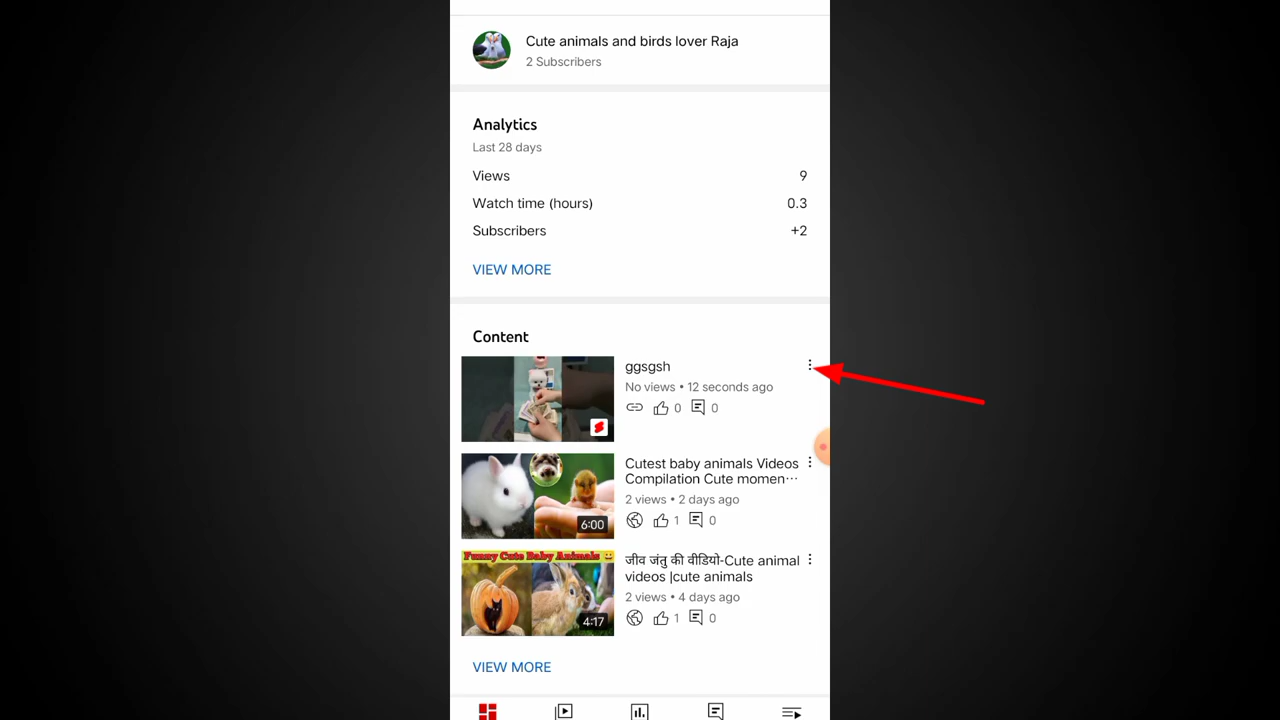 Cute animals and birds lover Raja
2 Subscribers
Analytics
Last 28 days
Views 9
Watch time (hours) 0.3
Subscribers +2
VIEW MORE
Content
ggsgsh
No views • 12 seconds ago
0 0
Cutest baby animals Videos
Compilation Cute momen···
2 views • 2 days ago
1 0
6:00
Funny Cute Baby Animals
जीव जंतु की वीडियो-Cute animal
videos |cute animals
2 views • 4 days ago
1 0
4:17
VIEW MORE